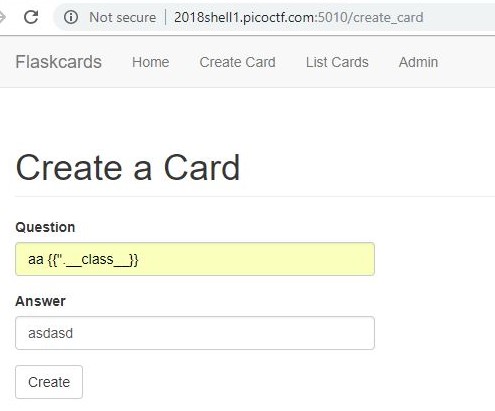 Not secure | 2018shell1.picoctf.com:5010/create_card
Flaskcards Home Create Card List Cards Admin
Create a Card
Question
aa {{''.__class__}}
Answer
asdasd
Create